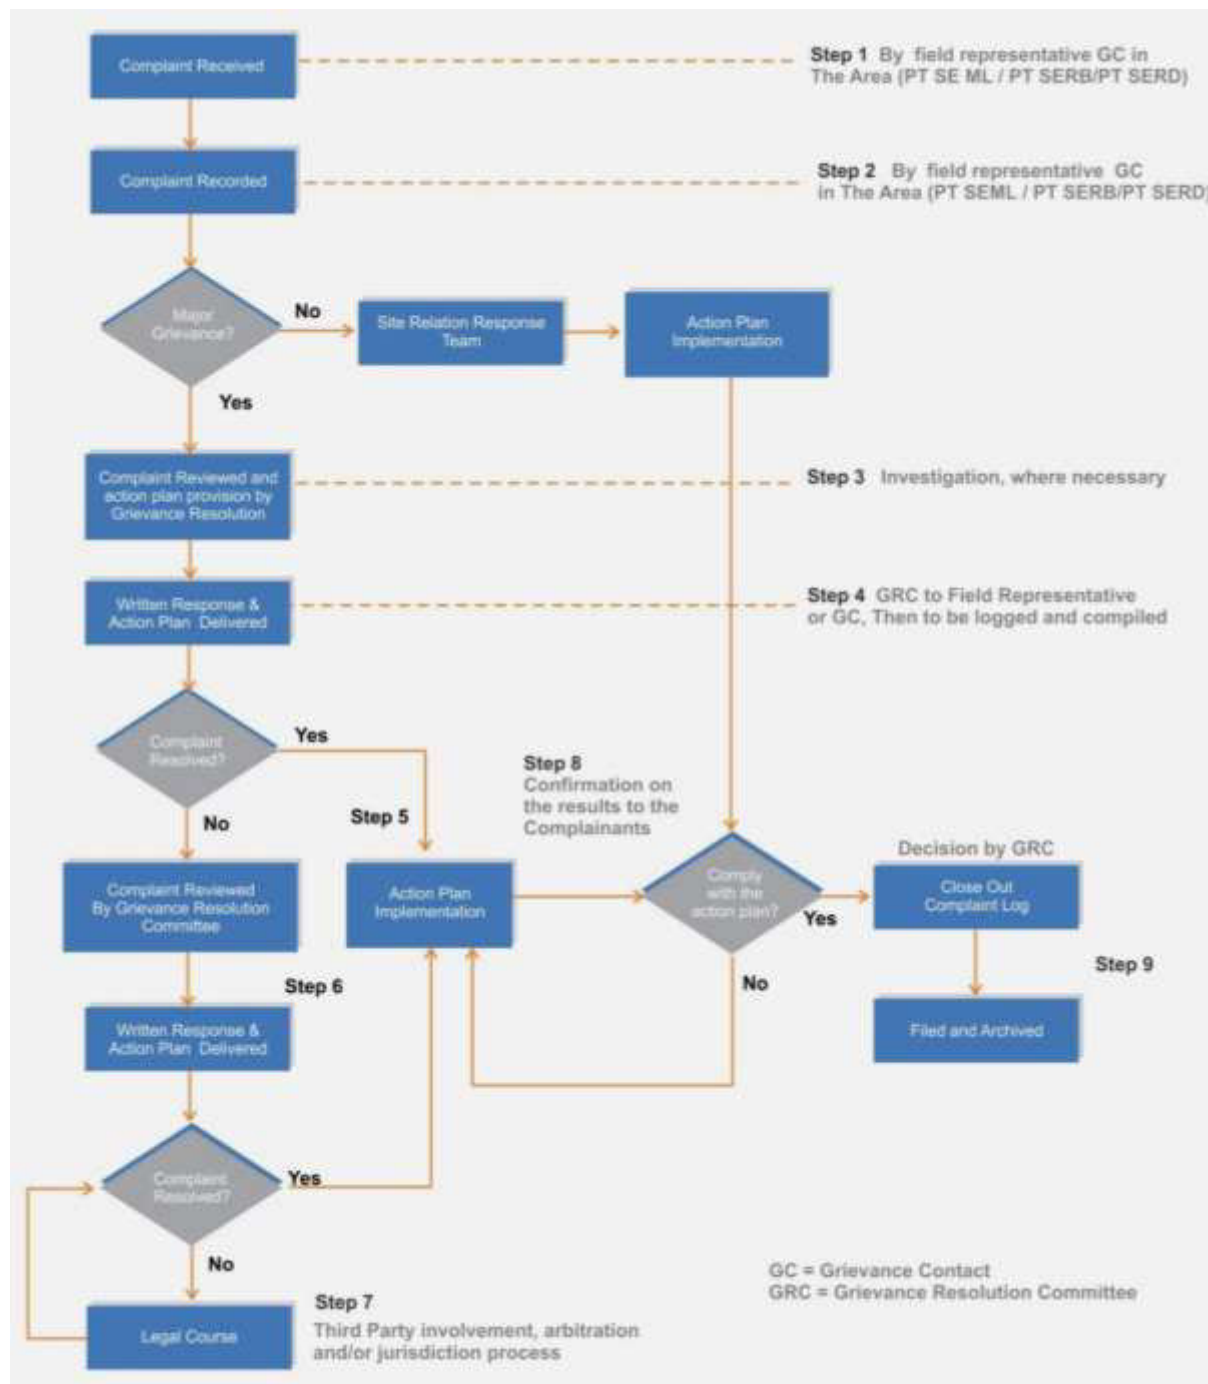 Complaint Received
Step 1 By field representative GC in
The Area (PT SE ML / PT SERB/PT SERD)
Complaint Recorded
Step 2 By field representative GC
in The Area (PT SEML / PT SERB/PT SERD)
Major
Grievance?
No
Site Relation Response
Team
Action Plan
Implementation
Yes
Complaint Reviewed and
action plan provision by
Grievance Resolution
Step 3 Investigation, where necessary
Written Response &
Action Plan Delivered
Step 4 GRC to Field Representative
or GC, Then to be logged and compiled
Complaint
Resolved?
Yes
Step 5
No
Step 8
Confirmation on
the results to the
Complainants
Complaint Reviewed
By Grievance Resolution
Committee
Action Plan
Implementation
Comply
with the
action plan?
Yes
No
Decision by GRC
Close Out
Complaint Log
Step 9
Filed and Archived
Step 6
Written Response &
Action Plan Delivered
Complaint
Resolved?
Yes
No
Legal Course
Step 7
Third Party involvement, arbitration
and/or jurisdiction process
GC = Grievance Contact
GRC = Grievance Resolution Committee